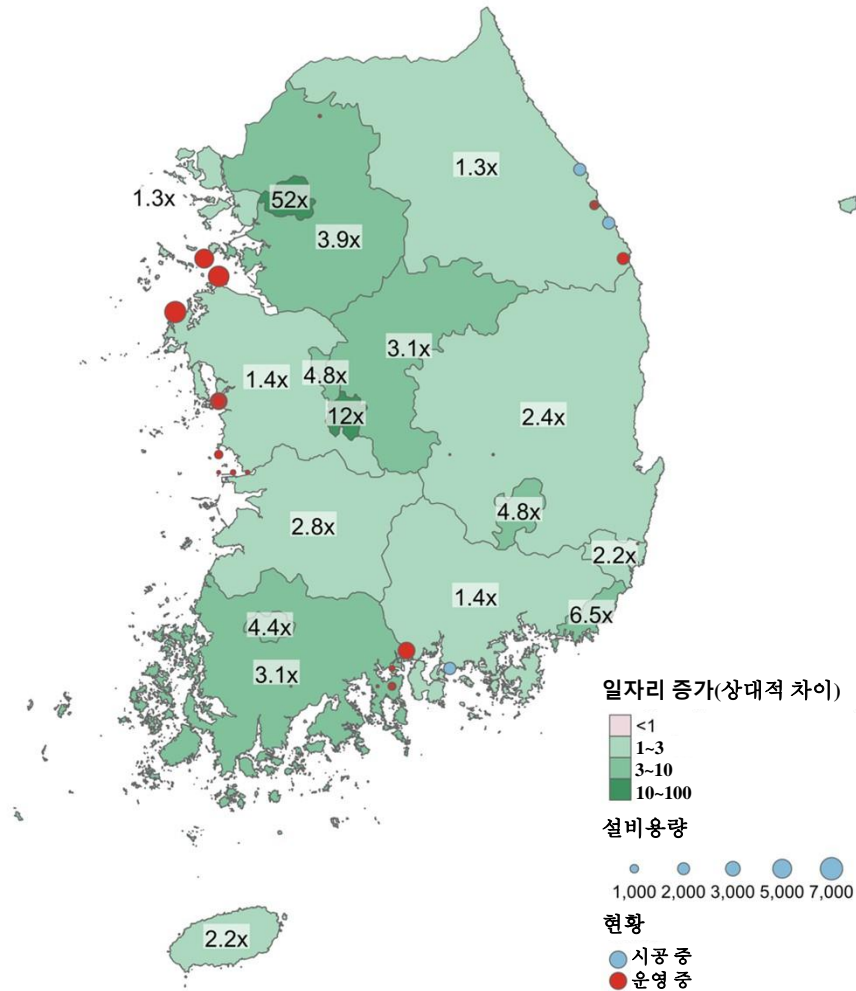 1.3x
1.3x
52x
3.9x
3.1x
1.4x
4.8x
12x
2.4x
4.8x
2.8x
2.2x
1.4x
6.5x
4.4x
3.1x
2.2x
일자리 증가(상대적 차이)
<1
1~3
3~10
10~100
설비용량
1,000 2,000 3,000 5,000 7,000
현황
시공 중
운영 중